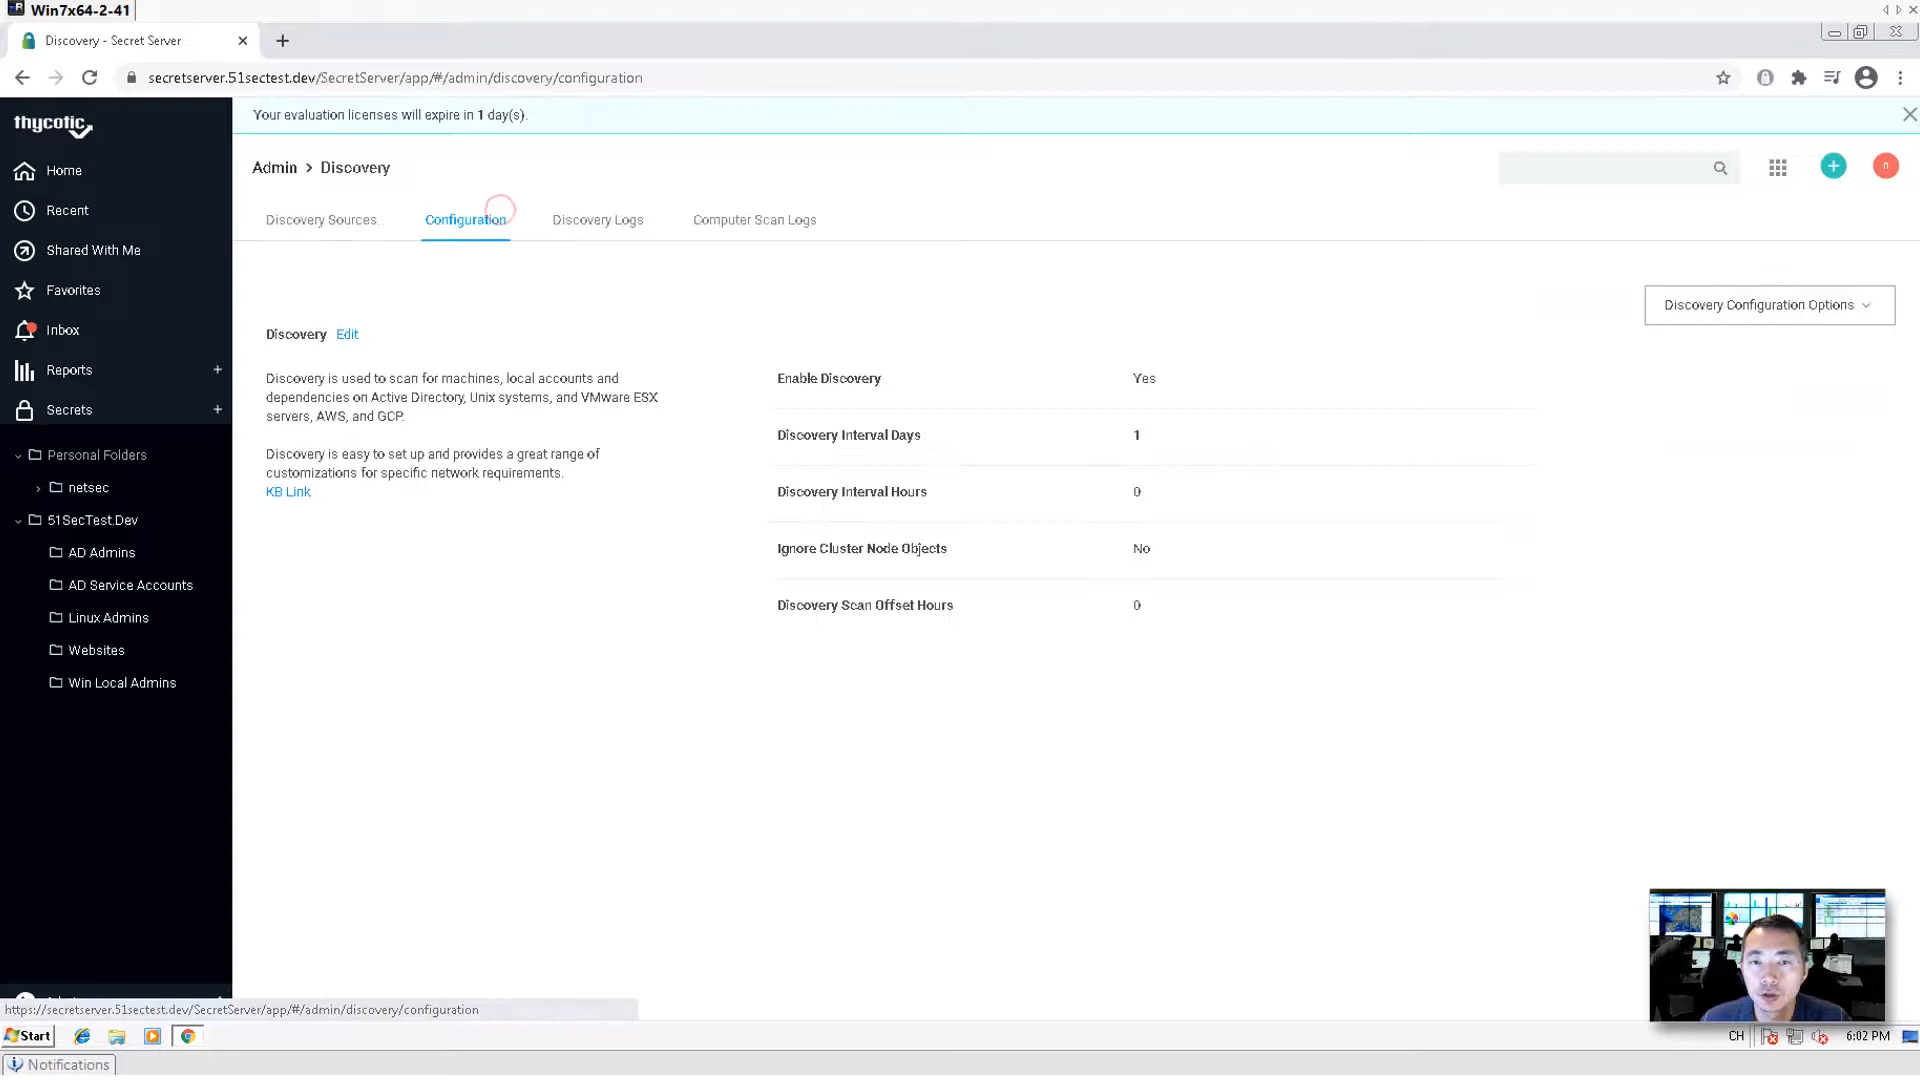 Win7x64-2-41
Discovery - Secret Server
secretserver.51sectest.dev/SecretServer/app/#/admin/discovery/configuration
thycotic
Your evaluation licenses will expire in 1 day(s).
Admin > Discovery
n
Discovery Sources
Configuration
Discovery Logs
Computer Scan Logs
Home
Recent
Shared With Me
Favorites
Inbox
Reports +
Secrets +
Personal Folders
netsec
51SecTest.Dev
AD Admins
AD Service Accounts
Linux Admins
Websites
Win Local Admins
Discovery Configuration Options
Discovery Edit
Discovery is used to scan for machines, local accounts and
dependencies on Active Directory, Unix systems, and VMware ESX
servers, AWS, and GCP.
Discovery is easy to set up and provides a great range of
customizations for specific network requirements.
KB Link
Enable Discovery Yes
Discovery Interval Days 1
Discovery Interval Hours 0
Ignore Cluster Node Objects No
Discovery Scan Offset Hours 0
https://secretserver.51sectest.dev/SecretServer/app/#/admin/discovery/configuration
Start
CH
6:02 PM
Notifications